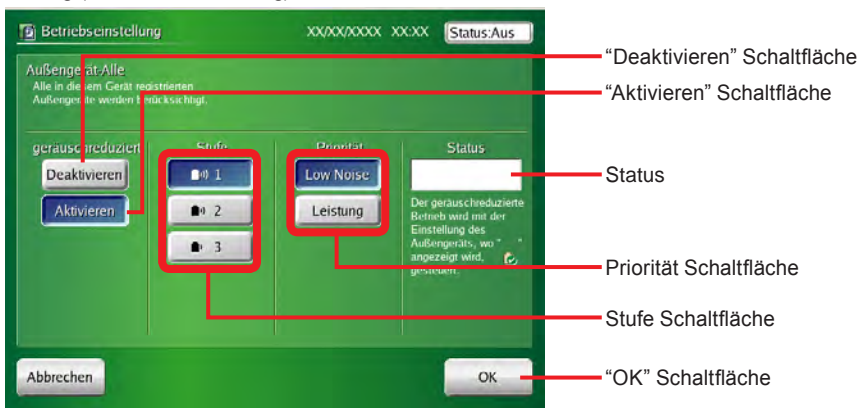 Betriebseinstellung
XX/XX/XXXX XX:XX
Status:Aus
Außengerät-Alle
Alle in diesem Gerät registrierten
Außengeräte werden berücksichtigt.
geräuschreduziert
Stufe
Priorität
Status
Deaktivieren
Aktivieren
1
2
3
Low Noise
Leistung
Der geräuschreduzierte
Betrieb wird mit der
Einstellung des
Außengeräts, wo " "
angezeigt wird,
gesteuert.
Abbrechen
OK
“Deaktivieren” Schaltfläche
“Aktivieren” Schaltfläche
Status
Priorität Schaltfläche
Stufe Schaltfläche
“OK” Schaltfläche